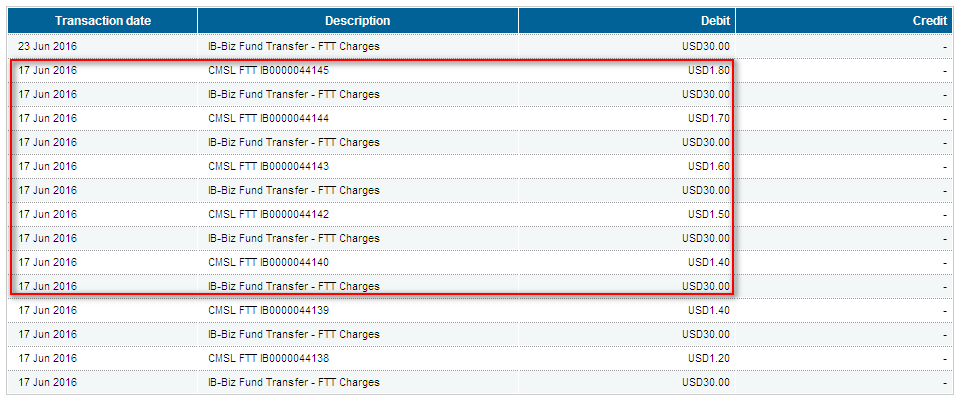 Transaction date Description Debit Credit
23 Jun 2016 IB-Biz Fund Transfer - FTT Charges USD30.00 -
17 Jun 2016 CMSL FTT IB0000044145 USD1.80 -
17 Jun 2016 IB-Biz Fund Transfer - FTT Charges USD30.00 -
17 Jun 2016 CMSL FTT IB0000044144 USD1.70 -
17 Jun 2016 IB-Biz Fund Transfer - FTT Charges USD30.00 -
17 Jun 2016 CMSL FTT IB0000044143 USD1.60 -
17 Jun 2016 IB-Biz Fund Transfer - FTT Charges USD30.00 -
17 Jun 2016 CMSL FTT IB0000044142 USD1.50 -
17 Jun 2016 IB-Biz Fund Transfer - FTT Charges USD30.00 -
17 Jun 2016 CMSL FTT IB0000044140 USD1.40 -
17 Jun 2016 IB-Biz Fund Transfer - FTT Charges USD30.00 -
17 Jun 2016 CMSL FTT IB0000044139 USD1.40 -
17 Jun 2016 IB-Biz Fund Transfer - FTT Charges USD30.00 -
17 Jun 2016 CMSL FTT IB0000044138 USD1.20 -
17 Jun 2016 IB-Biz Fund Transfer - FTT Charges USD30.00 -